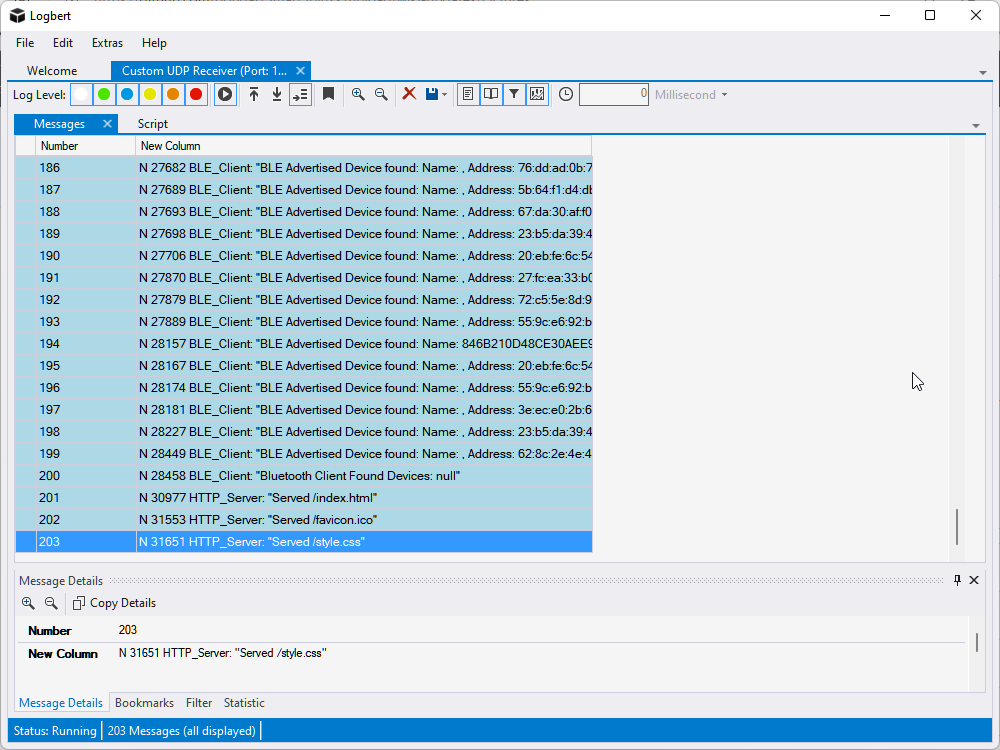 Logbert
File Edit Extras Help
Welcome Custom UDP Receiver (Port: 1...
Log Level: 0 Millisecond
Messages Script
Number New Column
186 N 27682 BLE_Client: "BLE Advertised Device found: Name: , Address: 76:dd:ad:0b:7
187 N 27689 BLE_Client: "BLE Advertised Device found: Name: , Address: 5b:64:f1:d4:db
188 N 27693 BLE_Client: "BLE Advertised Device found: Name: , Address: 67:da:30:af:f0
189 N 27698 BLE_Client: "BLE Advertised Device found: Name: , Address: 23:b5:da:39:4
190 N 27706 BLE_Client: "BLE Advertised Device found: Name: , Address: 20:eb:fe:6c:54
191 N 27870 BLE_Client: "BLE Advertised Device found: Name: , Address: 27:fc:ea:33:b0
192 N 27879 BLE_Client: "BLE Advertised Device found: Name: , Address: 72:c5:5e:8d:9
193 N 27889 BLE_Client: "BLE Advertised Device found: Name: , Address: 55:9c:e6:92:b
194 N 28157 BLE_Client: "BLE Advertised Device found: Name: 846B210D48CE30AEE9
195 N 28167 BLE_Client: "BLE Advertised Device found: Name: , Address: 20:eb:fe:6c:54
196 N 28174 BLE_Client: "BLE Advertised Device found: Name: , Address: 55:9c:e6:92:b
197 N 28181 BLE_Client: "BLE Advertised Device found: Name: , Address: 3e:ec:e0:2b:6
198 N 28227 BLE_Client: "BLE Advertised Device found: Name: , Address: 23:b5:da:39:4
199 N 28449 BLE_Client: "BLE Advertised Device found: Name: , Address: 62:8c:2e:4e:4
200 N 28458 BLE_Client: "Bluetooth Client Found Devices: null"
201 N 30977 HTTP_Server: "Served /index.html"
202 N 31553 HTTP_Server: "Served /favicon.ico"
203 N 31651 HTTP_Server: "Served /style.css"
Message Details
Copy Details
Number 203
New Column N 31651 HTTP_Server: "Served /style.css"
Message Details Bookmarks Filter Statistic
Status: Running 203 Messages (all displayed)